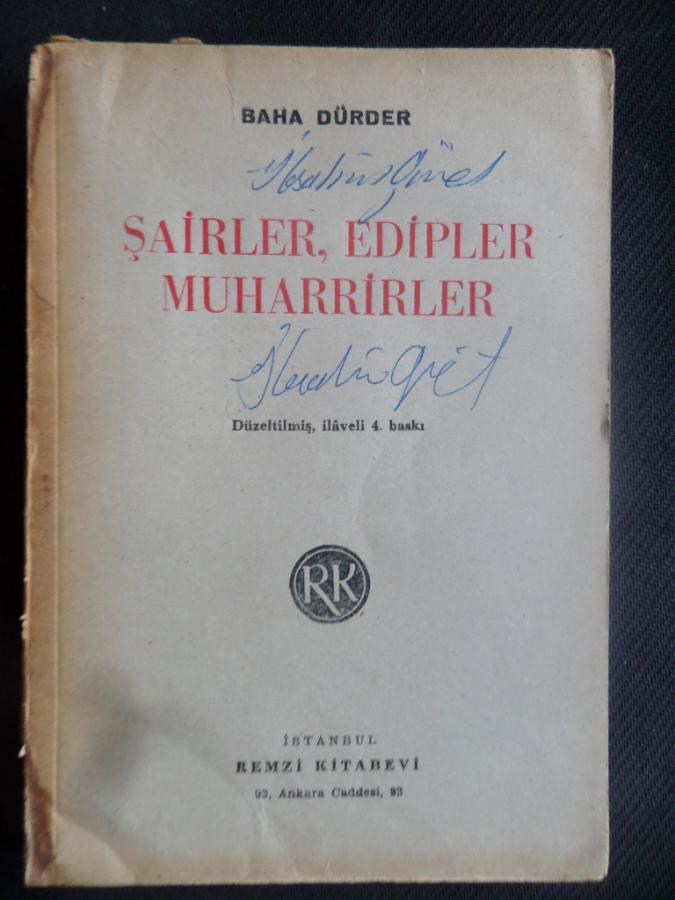 BAHA DÜRDER
ŞAİRLER, EDİPLER
MUHARRİRLER
Düzeltilmiş, ilâveli 4. baskı
RK
İSTANBUL
REMZİ KİTABEVİ
93, Ankara Caddesi, 93